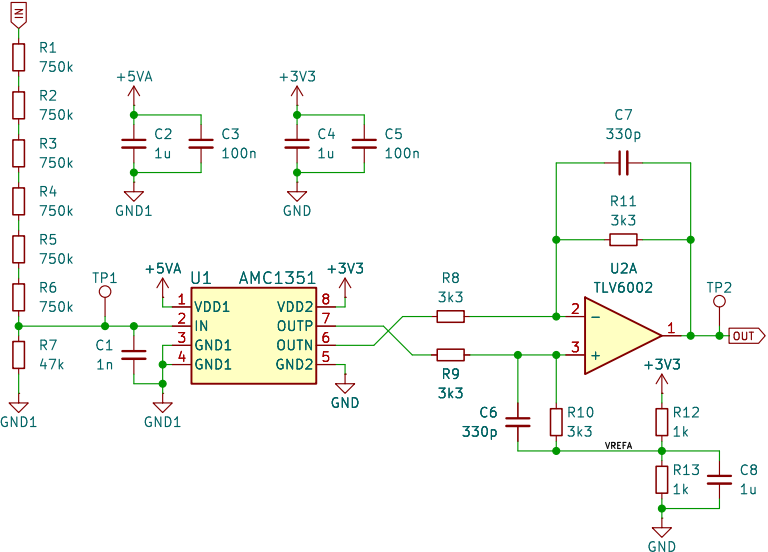 IN
R1
750k
R2
750k
R3
750k
R4
750k
R5
750k
R6
750k
R7
47k
GND1
TP1
C1
1n
GND1
+5VA
C2
1u
C3
100n
GND1
+3V3
C4
1u
C5
100n
GND
+5VA
U1
AMC1351
+3V3
1
VDD1
VDD2
8
2
IN
OUTP
7
3
GND1
OUTN
6
4
GND1
GND2
5
GND
R8
3k3
R9
3k3
C7
330p
R11
3k3
U2A
TLV6002
2
−
1
3
+
TP2
OUT
C6
330p
R10
3k3
VREFA
+3V3
R12
1k
R13
1k
C8
1u
GND